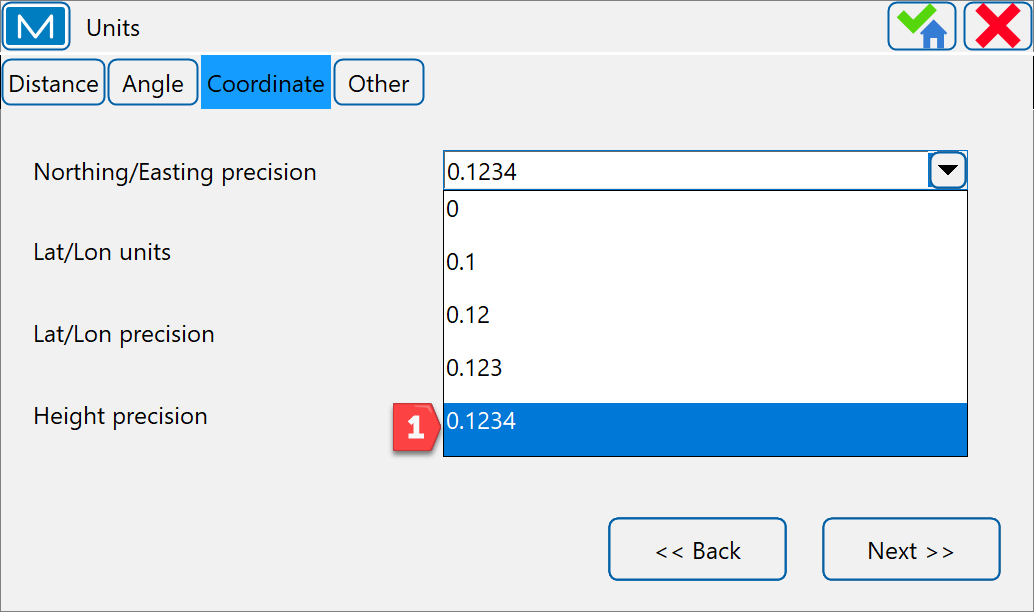 Units
Distance Angle Coordinate Other
Northing/Easting precision 0.1234
0
Lat/Lon units
0.1
0.12
Lat/Lon precision
0.123
Height precision
1 0.1234
<< Back Next >>